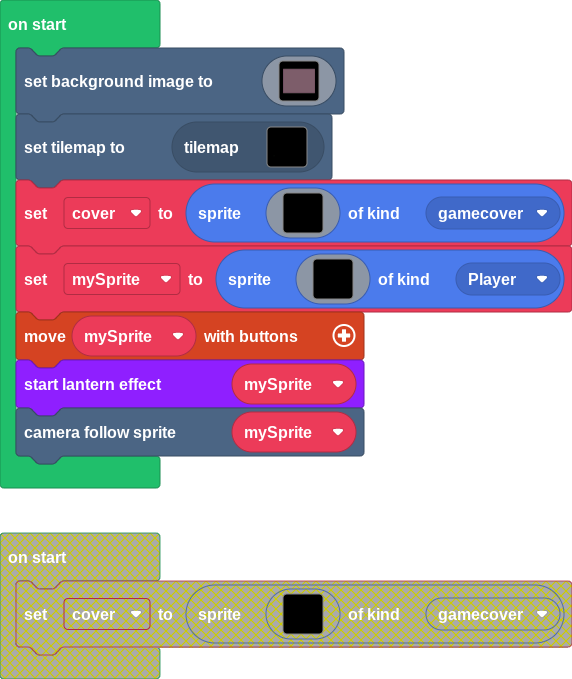 on start
set background image to
set tilemap to tilemap
set cover to sprite of kind gamecover
set mySprite to sprite of kind Player
move mySprite with buttons
start lantern effect mySprite
camera follow sprite mySprite
on start
set cover to sprite of kind gamecover